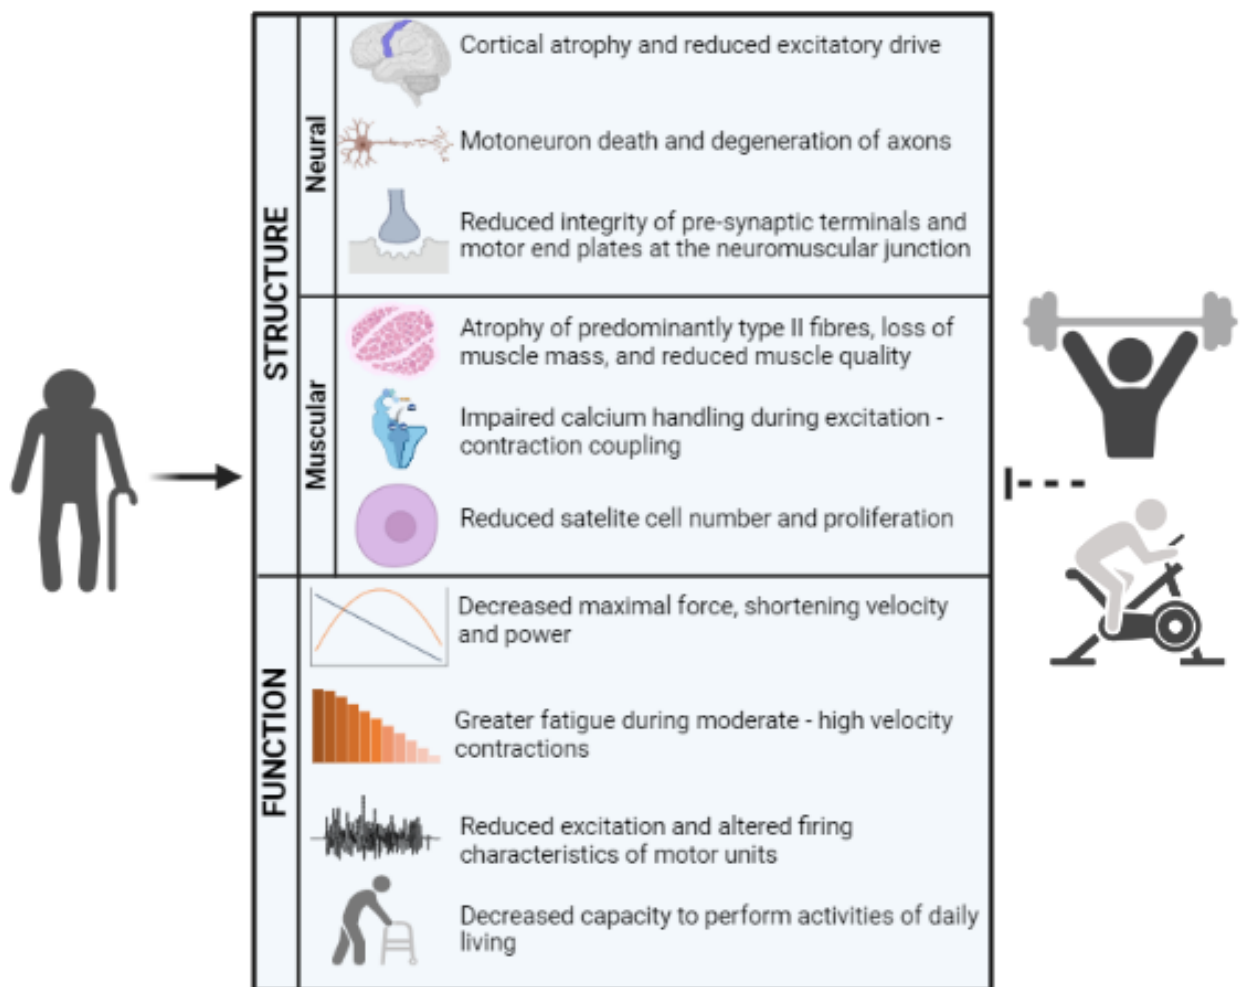 STRUCTURE
Neural
Cortical atrophy and reduced excitatory drive
Motoneuron death and degeneration of axons
Reduced integrity of pre-synaptic terminals and
motor end plates at the neuromuscular junction
Muscular
Atrophy of predominantly type II fibres, loss of
muscle mass, and reduced muscle quality
Impaired calcium handling during excitation -
contraction coupling
Reduced satelite cell number and proliferation
FUNCTION
Decreased maximal force, shortening velocity
and power
Greater fatigue during moderate - high velocity
contractions
Reduced excitation and altered firing
characteristics of motor units
Decreased capacity to perform activities of daily
living